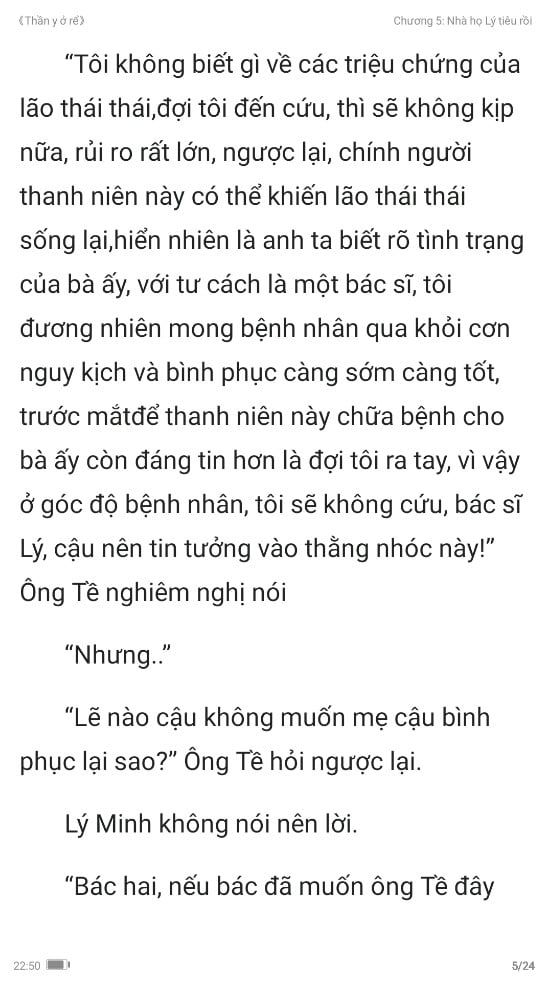 《Thần y ở rể》
Chương 5: Nhà họ Lý tiêu rồi
“Tôi không biết gì về các triệu chứng của
lão thái thái,đợi tôi đến cứu, thì sẽ không kịp
nữa, rủi ro rất lớn, ngược lại, chính người
thanh niên này có thể khiến lão thái thái
sống lại,hiển nhiên là anh ta biết rõ tình trạng
của bà ấy, với tư cách là một bác sĩ, tôi
đương nhiên mong bệnh nhân qua khỏi cơn
nguy kịch và bình phục càng sớm càng tốt,
trước mắtđể thanh niên này chữa bệnh cho
bà ấy còn đáng tin hơn là đợi tôi ra tay, vì vậy
ở góc độ bệnh nhân, tôi sẽ không cứu, bác sĩ
Lý, cậu nên tin tưởng vào thằng nhóc này!”
Ông Tề nghiêm nghị nói
“Nhưng..”
“Lẽ nào cậu không muốn mẹ cậu bình
phục lại sao?” Ông Tề hỏi ngược lại.
Lý Minh không nói nên lời.
“Bác hai, nếu bác đã muốn ông Tề đây
22:50
5/24